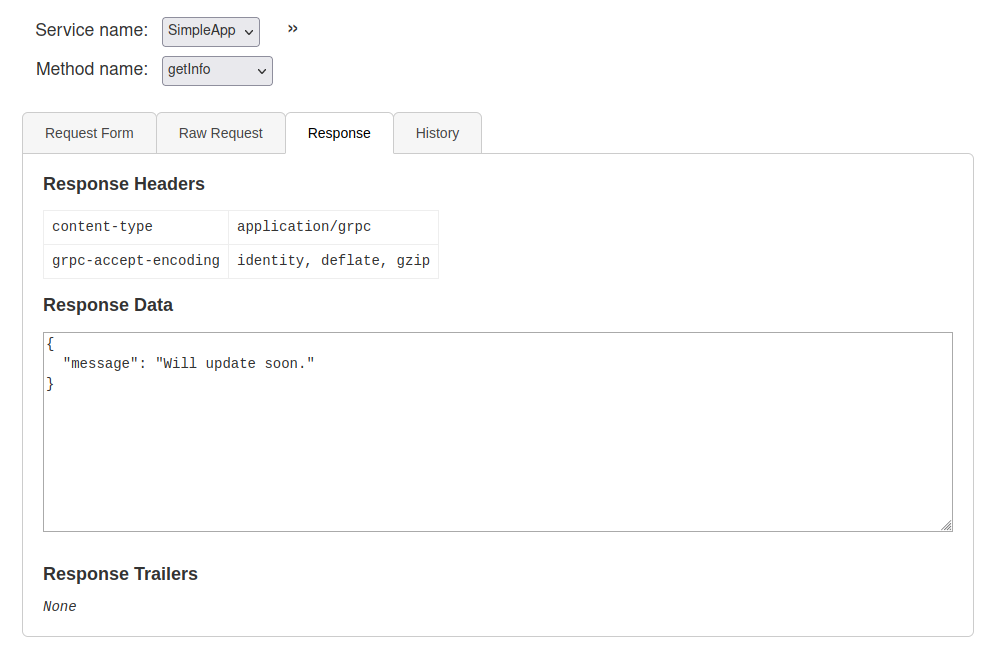 Service name: SimpleApp »
Method name: getInfo
Request Form Raw Request Response History
Response Headers
content-type application/grpc
grpc-accept-encoding identity, deflate, gzip
Response Data
{
"message": "Will update soon."
}
Response Trailers
None